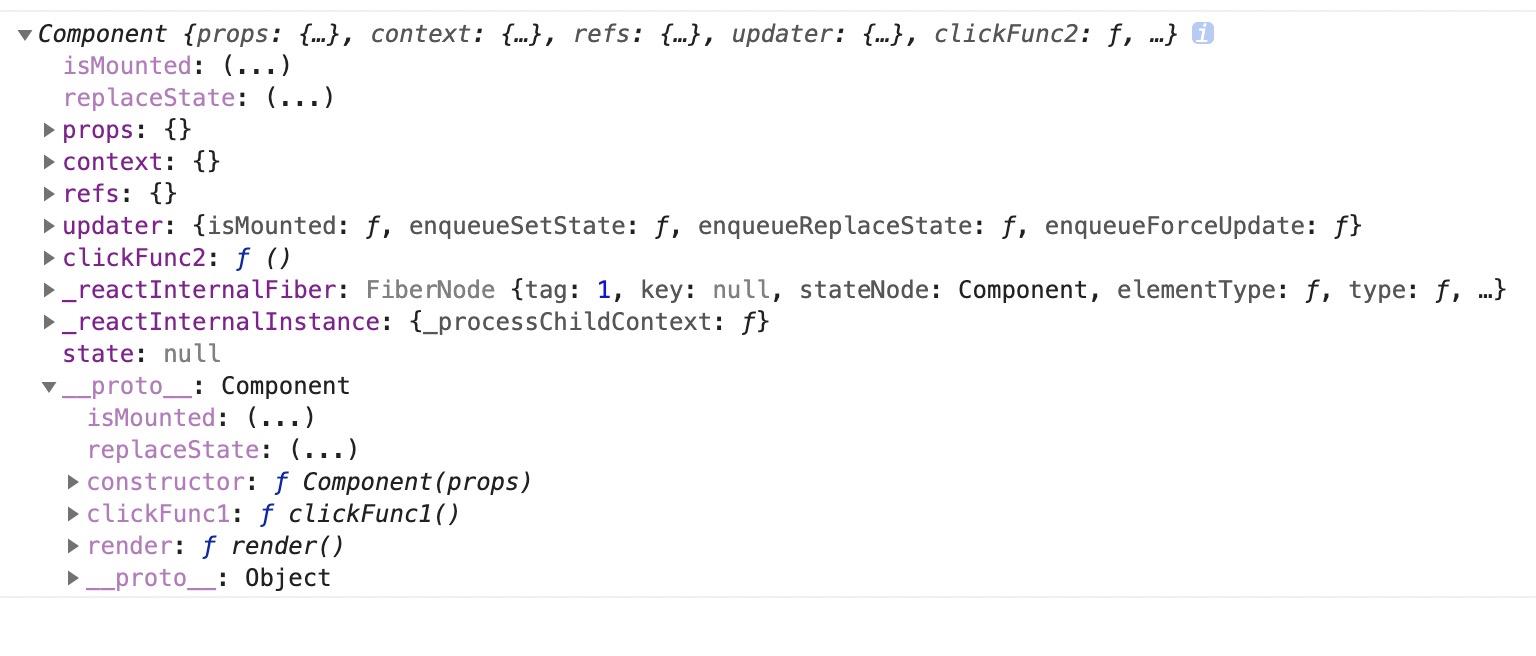 ▼Component {props: {…}, context: {…}, refs: {…}, updater: {…}, clickFunc2: ƒ, …} i
isMounted: (...)
replaceState: (...)
▶props: {}
▶context: {}
▶refs: {}
▶updater: {isMounted: ƒ, enqueueSetState: ƒ, enqueueReplaceState: ƒ, enqueueForceUpdate: ƒ}
▶clickFunc2: ƒ ()
▶_reactInternalFiber: FiberNode {tag: 1, key: null, stateNode: Component, elementType: ƒ, type: ƒ, …}
▶_reactInternalInstance: {_processChildContext: ƒ}
state: null
▼__proto__: Component
isMounted: (...)
replaceState: (...)
▶constructor: ƒ Component(props)
▶clickFunc1: ƒ clickFunc1()
▶render: ƒ render()
▶__proto__: Object